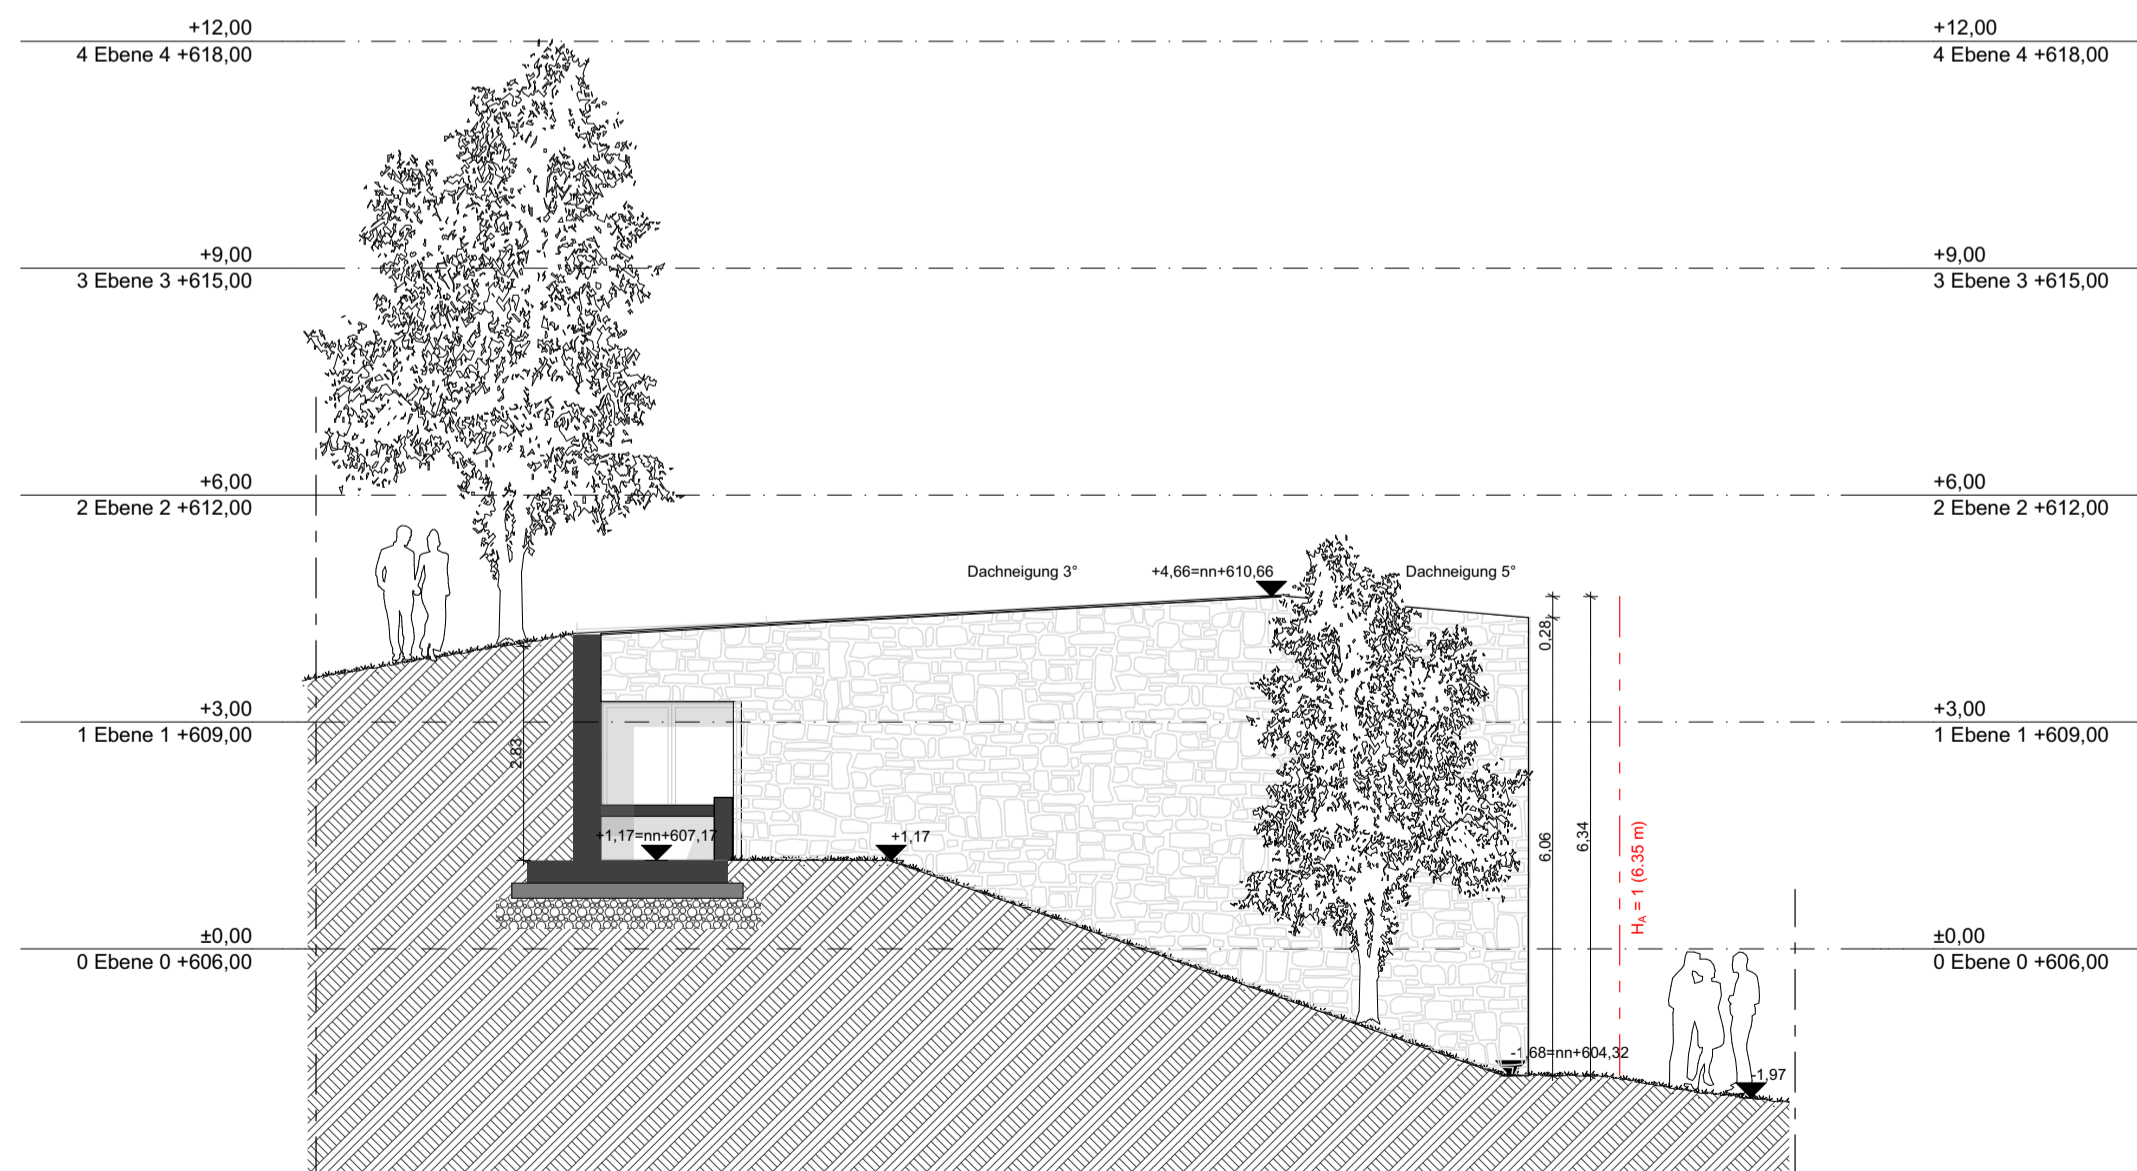 +12,00
4 Ebene 4 +618,00
+12,00
4 Ebene 4 +618,00
+9,00
3 Ebene 3 +615,00
+9,00
3 Ebene 3 +615,00
+6,00
2 Ebene 2 +612,00
+6,00
2 Ebene 2 +612,00
Dachneigung 3°
+4,66=nn+610,66
Dachneigung 5°
0.28
+3,00
1 Ebene 1 +609,00
2.83
+3,00
1 Ebene 1 +609,00
+1,17=nn+607,17
+1,17
6.06
6.34
HA = 1 (6.35 m)
±0,00
0 Ebene 0 +606,00
±0,00
0 Ebene 0 +606,00
-1,68=nn+604,32
-1,97